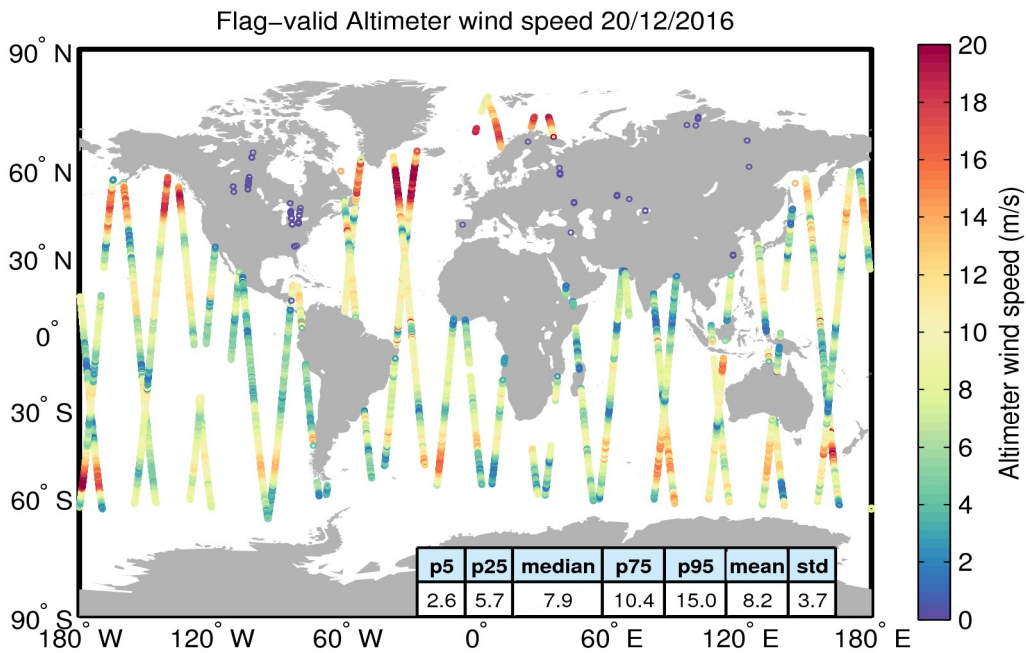 Flag−valid Altimeter wind speed 20/12/2016
90° N
60° N
30° N
0°
30° S
60° S
90° S
180° W
120° W
60° W
0°
60° E
120° E
180° E
p5 p25 median p75 p95 mean std
2.6 5.7 7.9 10.4 15.0 8.2 3.7
20
18
16
14
12
10
8
6
4
2
0
Altimeter wind speed (m/s)